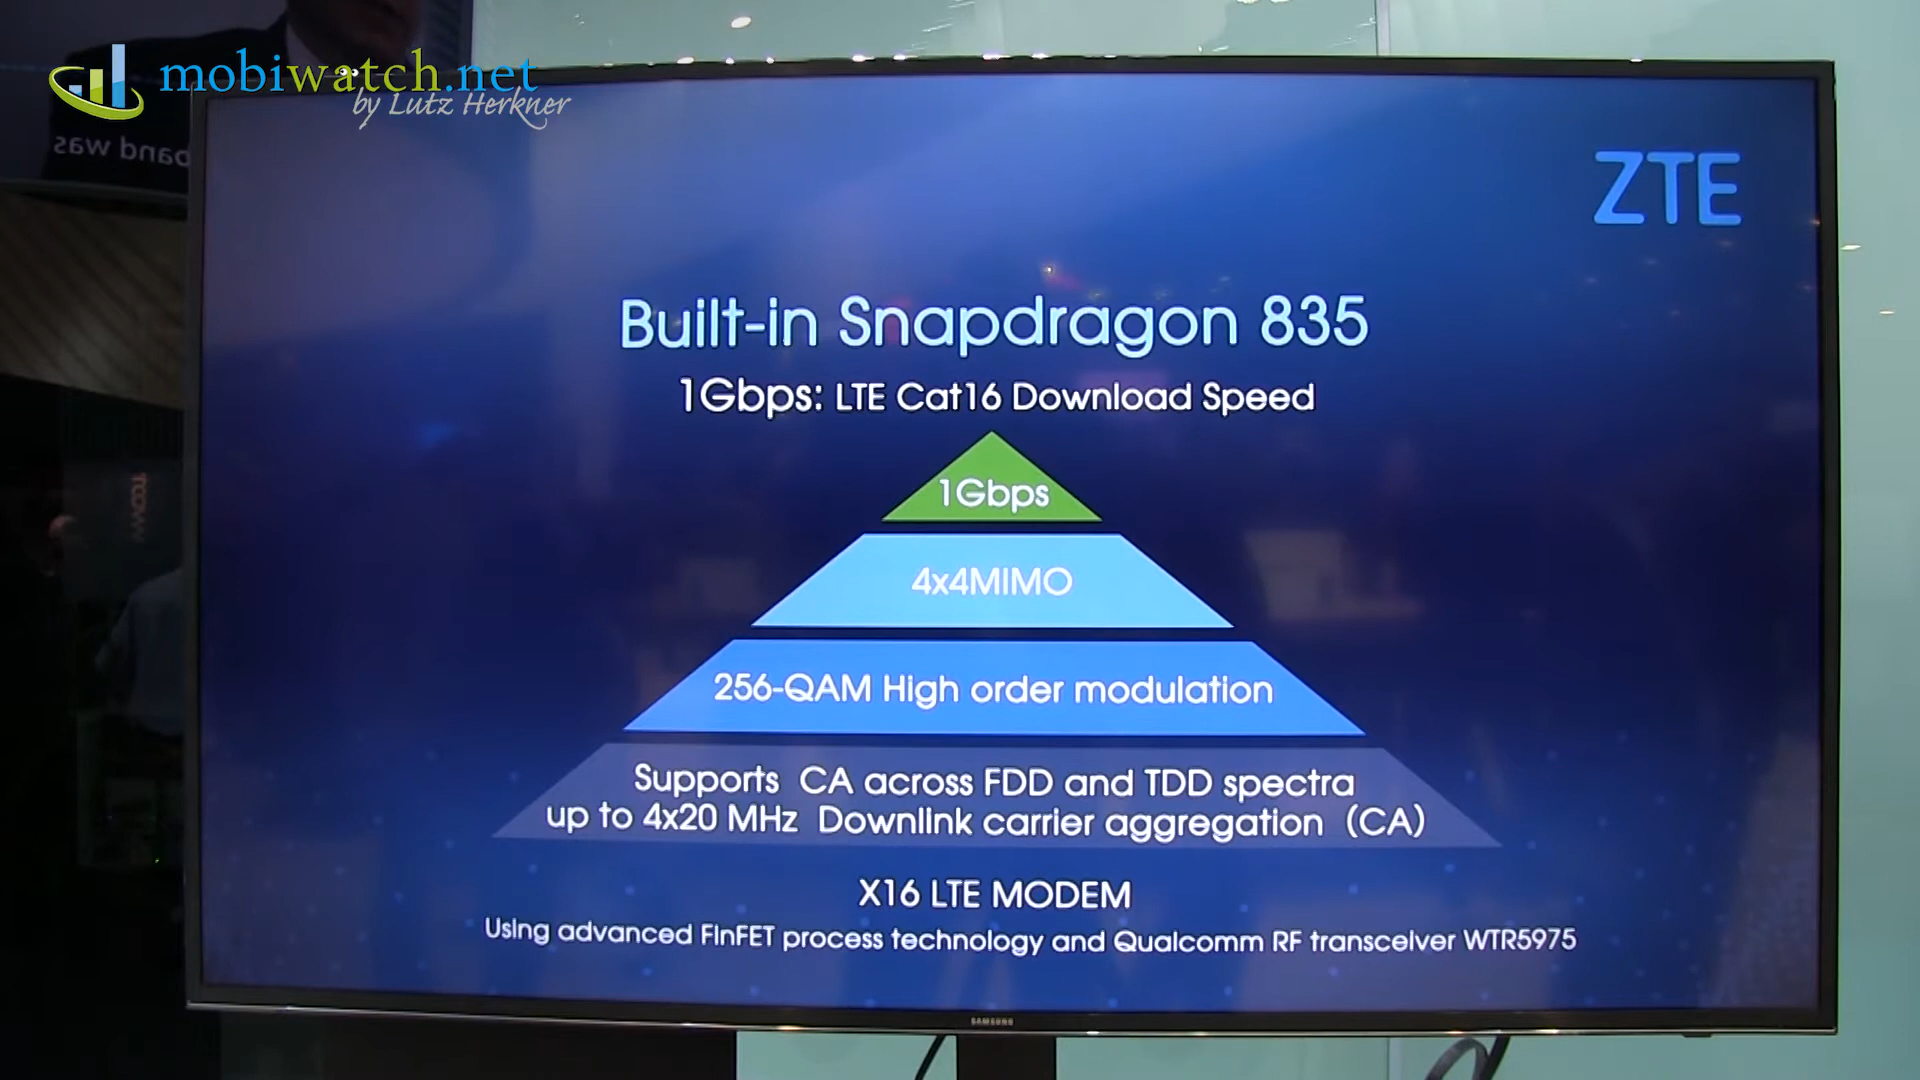 mobiwatch.net
by Lutz Herkner
band was
ZTE
Built-in Snapdragon 835
1Gbps: LTE Cat16 Download Speed
1Gbps
4x4MIMO
256-QAM High order modulation
Supports CA across FDD and TDD spectra
up to 4x20 MHz Downlink carrier aggregation (CA)
X16 LTE MODEM
Using advanced FinFET process technology and Qualcomm RF transceiver WTR5975
SAMSUNG